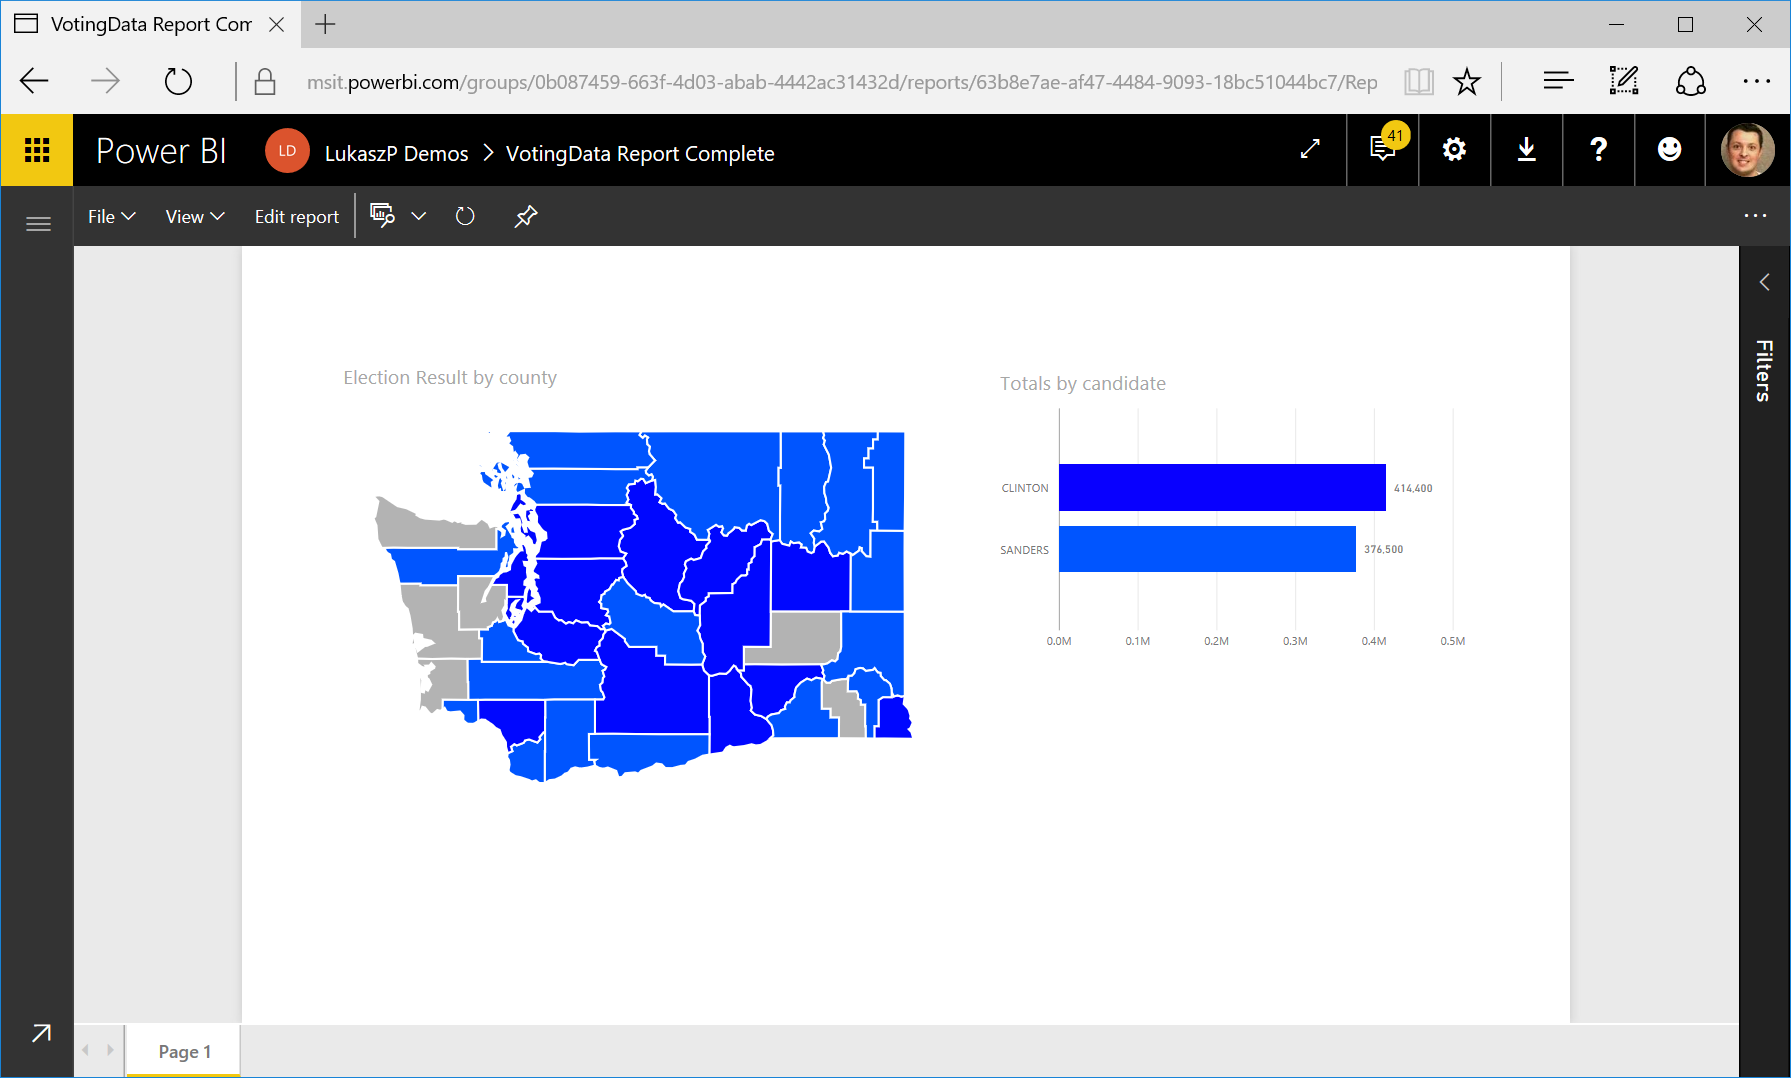 VotingData Report Com
msit.powerbi.com/groups/0b087459-663f-4d03-abab-4442ac31432d/reports/63b8e7ae-af47-4484-9093-18bc51044bc7/Rep
Power BI LD LukaszP Demos > VotingData Report Complete 41 ?
File View Edit report
Filters
Election Result by county
Totals by candidate
CLINTON 414,400
SANDERS 376,500
0.0M 0.1M 0.2M 0.3M 0.4M 0.5M
Page 1